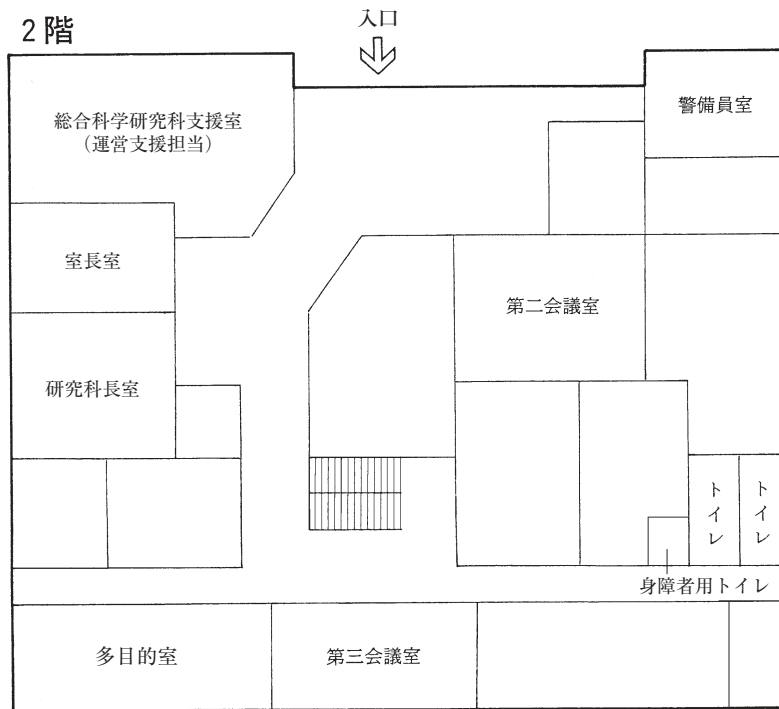 2階
入口
総合科学研究科支援室
（運営支援担当）
警備員室
室長室
第二会議室
研究科長室
トイレ
トイレ
身障者用トイレ
多目的室
第三会議室